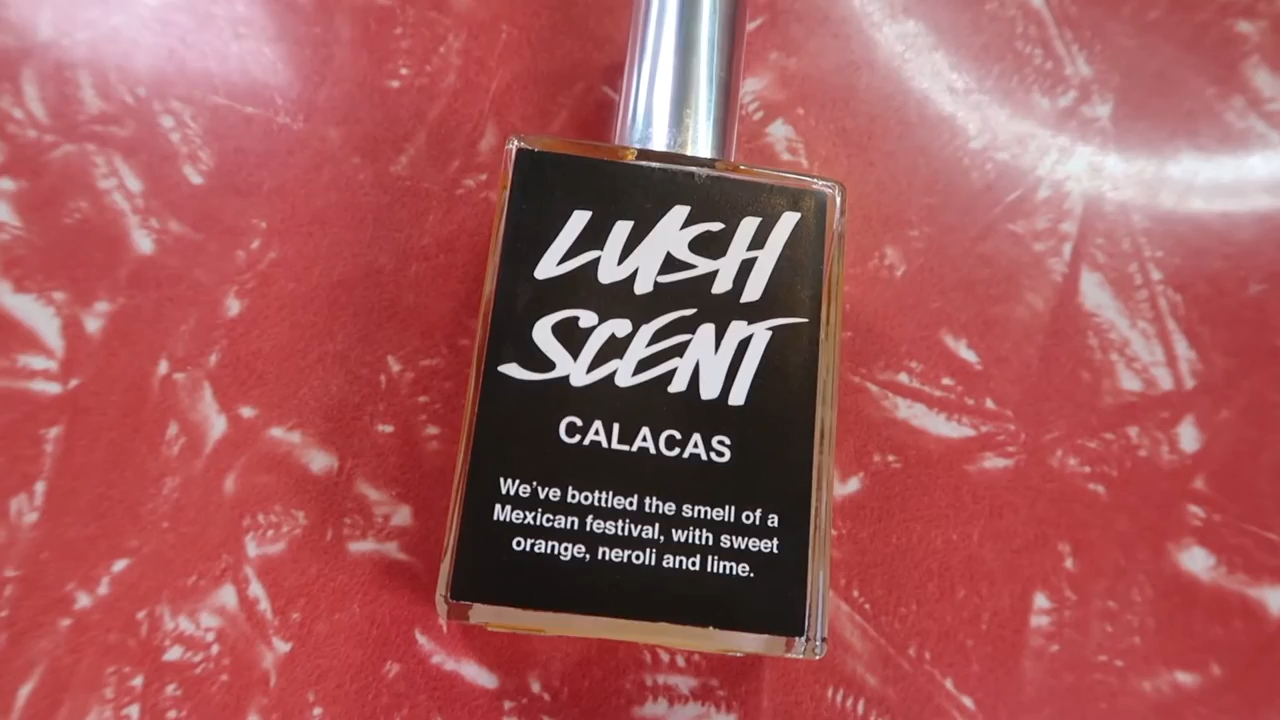 LUSH
SCENT
CALACAS
We've bottled the smell of a
Mexican festival, with sweet
orange, neroli and lime.